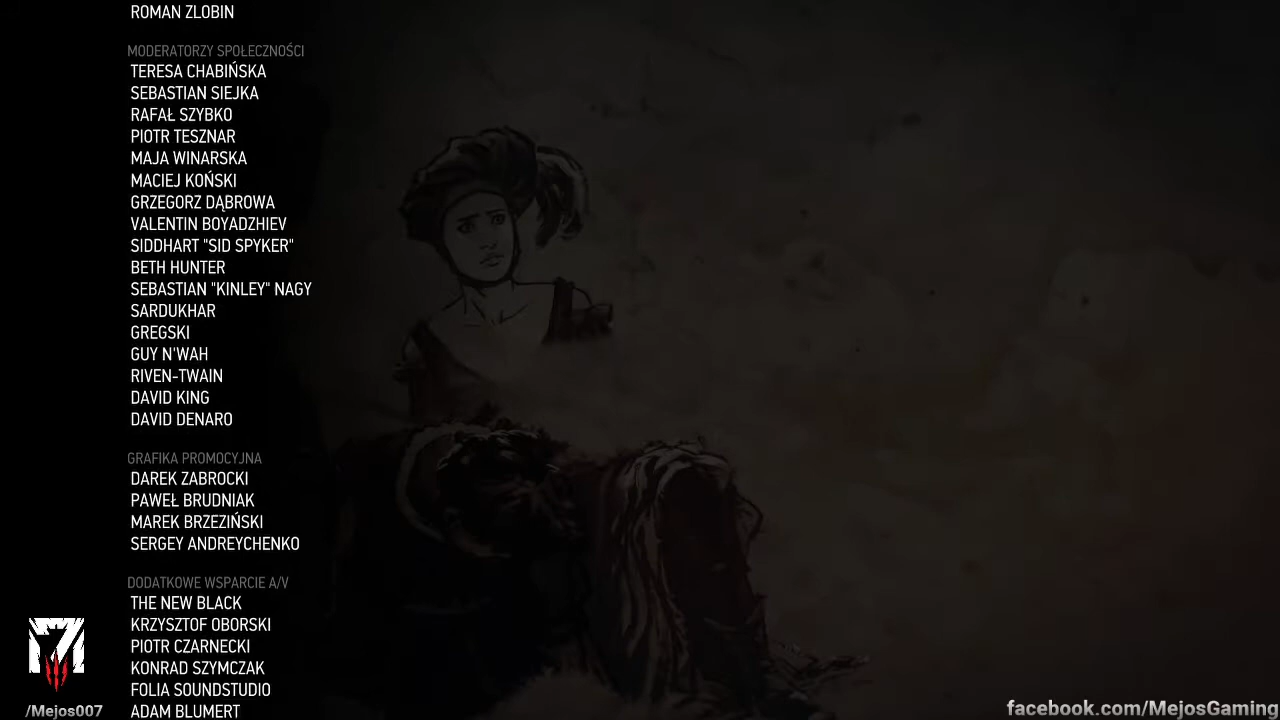 ROMAN ZLOBIN
MODERATORZY SPOŁECZNOŚCI
TERESA CHABIŃSKA
SEBASTIAN SIEJKA
RAFAŁ SZYBKO
PIOTR TESZNAR
MAJA WINARSKA
MACIEJ KOŃSKI
GRZEGORZ DĄBROWA
VALENTIN BOYADZHIEV
SIDDHART "SID SPYKER"
BETH HUNTER
SEBASTIAN "KINLEY" NAGY
SARDUKHAR
GREGSKI
GUY N'WAH
RIVEN-TWAIN
DAVID KING
DAVID DENARO
GRAFIKA PROMOCYJNA
DAREK ZABROCKI
PAWEŁ BRUDNIAK
MAREK BRZEZIŃSKI
SERGEY ANDREYCHENKO
DODATKOWE WSPARCIE A/V
THE NEW BLACK
KRZYSZTOF OBORSKI
PIOTR CZARNECKI
KONRAD SZYMCZAK
FOLIA SOUNDSTUDIO
ADAM BLUMERT
/Mejos007
facebook.com/MejosGaming